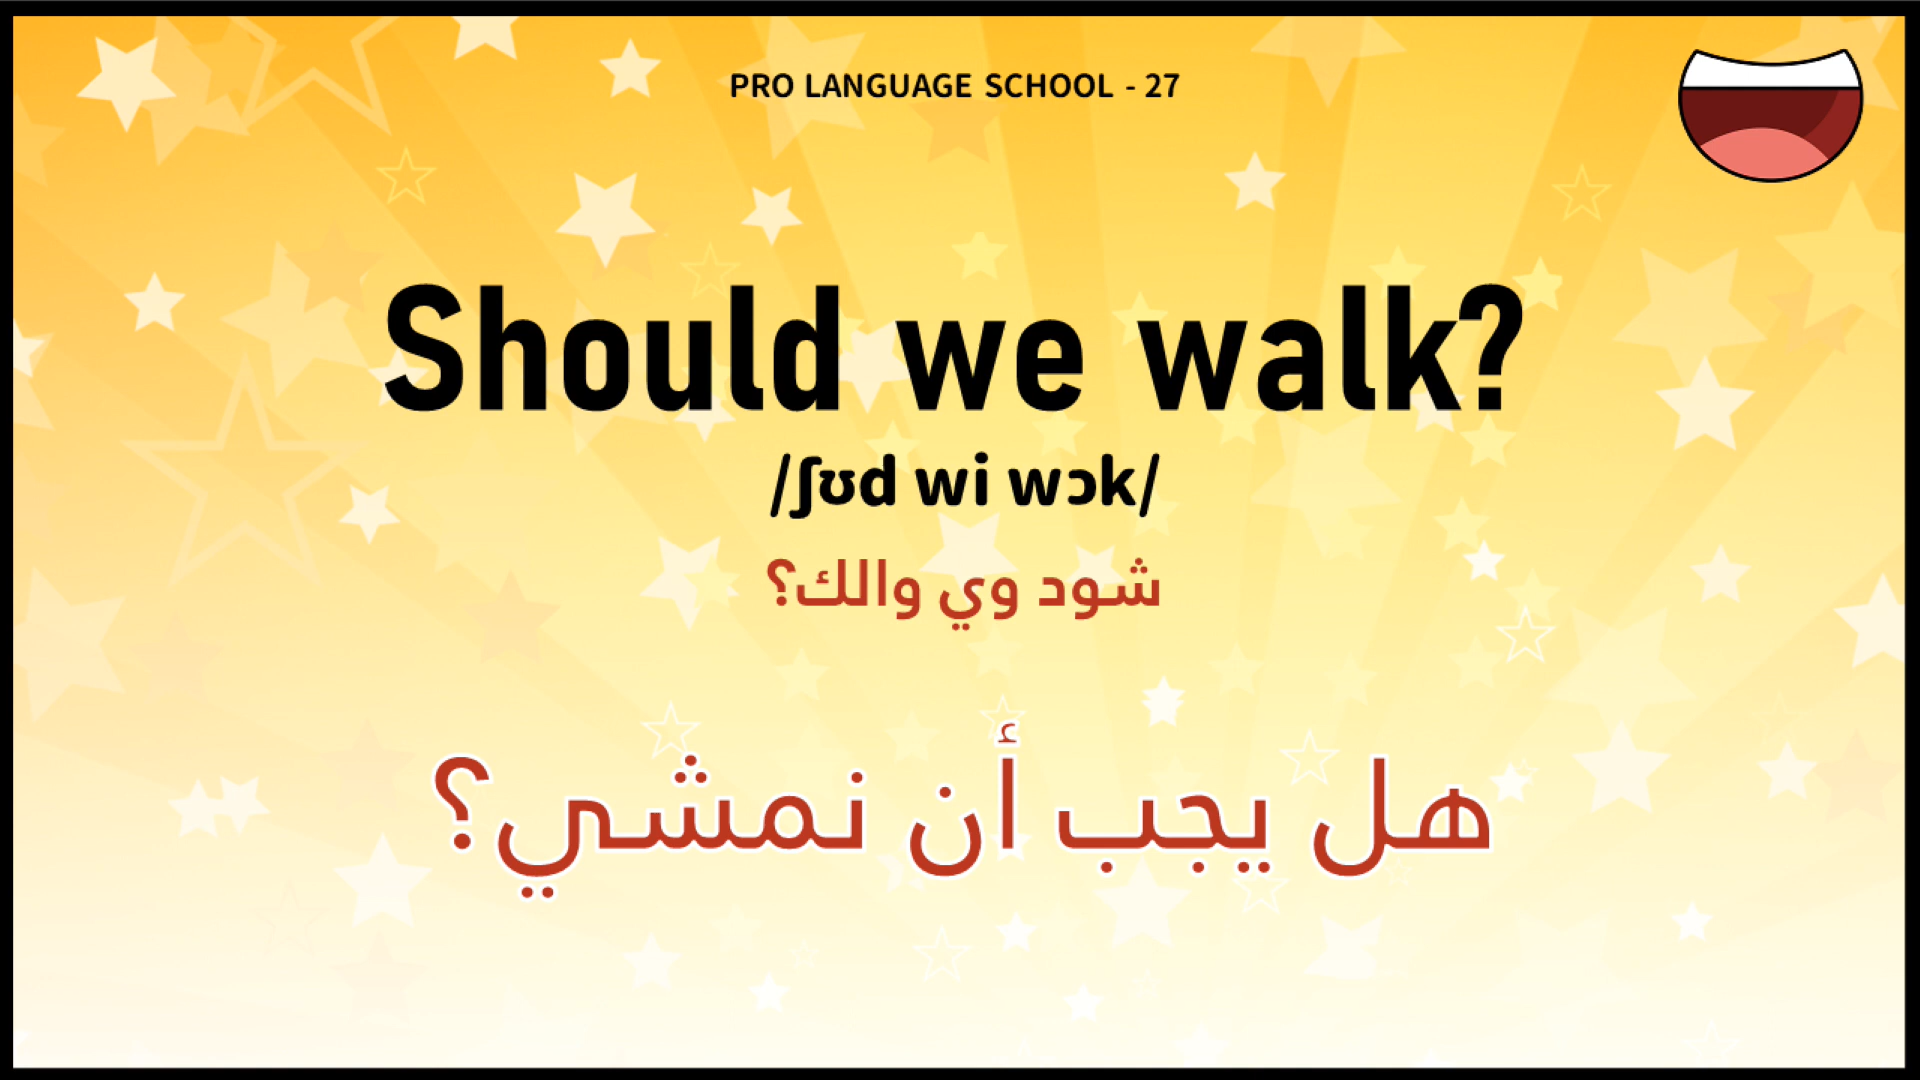 PRO LANGUAGE SCHOOL - 27
Should we walk?
/ʃʊd wi wɔk/
شود وي والك؟
هل يجب أن نمشي؟